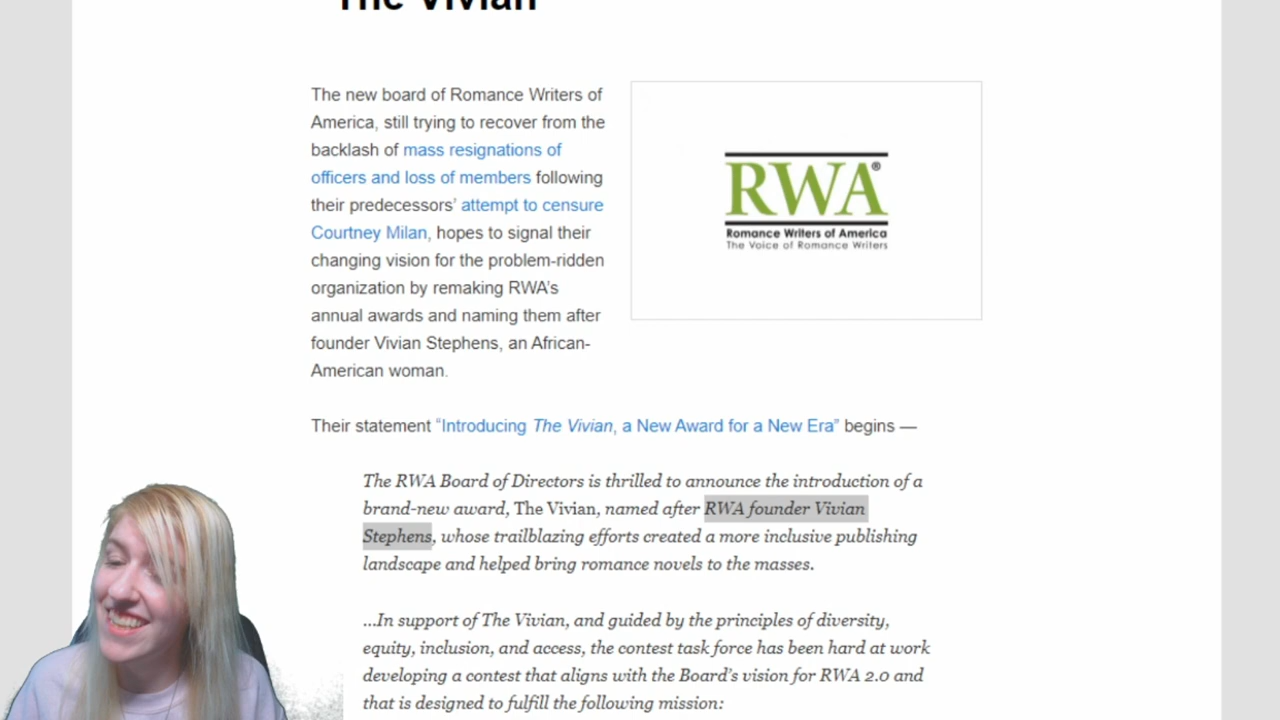 The Vivian
The new board of Romance Writers of
America, still trying to recover from the
backlash of mass resignations of
officers and loss of members following
their predecessors’ attempt to censure
Courtney Milan, hopes to signal their
changing vision for the problem-ridden
organization by remaking RWA’s
annual awards and naming them after
founder Vivian Stephens, an African-
American woman.
RWA®
Romance Writers of America
The Voice of Romance Writers
Their statement “Introducing The Vivian, a New Award for a New Era” begins —
The RWA Board of Directors is thrilled to announce the introduction of a
brand-new award, The Vivian, named after RWA founder Vivian
Stephens, whose trailblazing efforts created a more inclusive publishing
landscape and helped bring romance novels to the masses.
…In support of The Vivian, and guided by the principles of diversity,
equity, inclusion, and access, the contest task force has been hard at work
developing a contest that aligns with the Board’s vision for RWA 2.0 and
that is designed to fulfill the following mission: